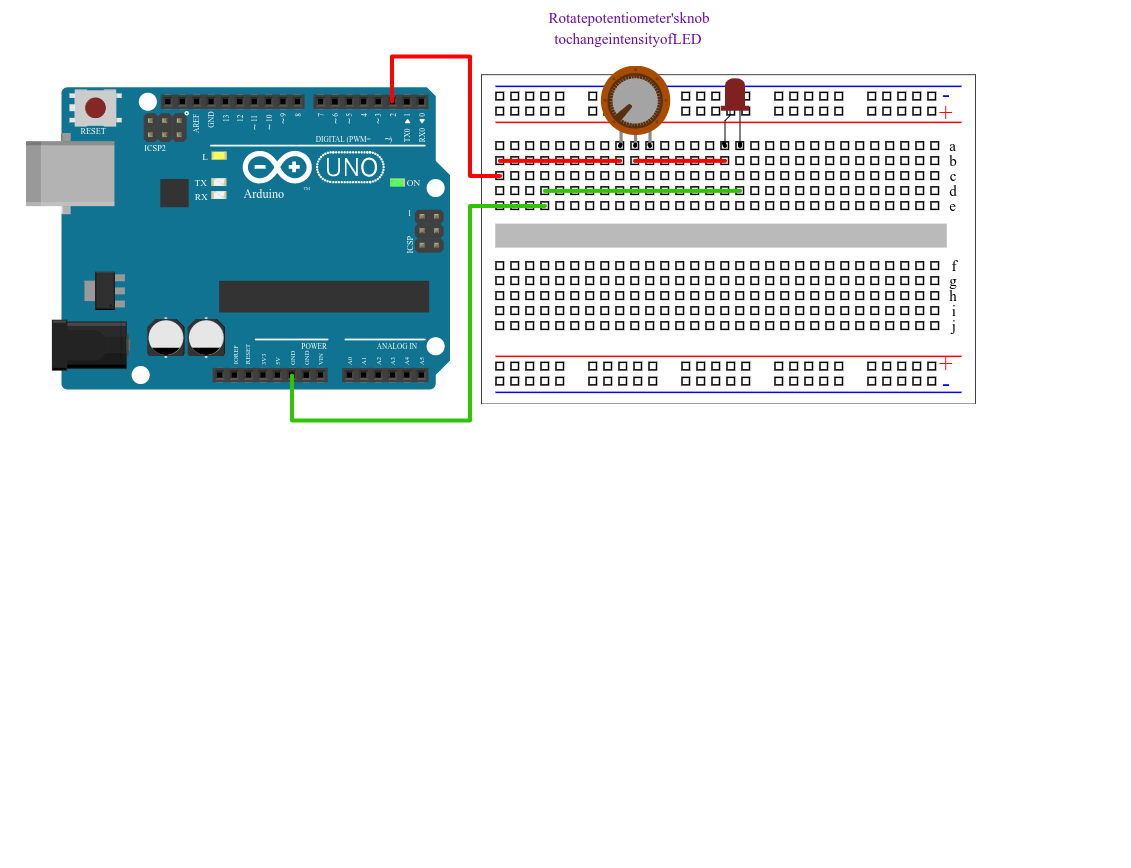 Rotatepotentiometer'sknob
tochangeintensityofLED
RESET
ICSP2
AREF
GND
13
12
~11
~10
~9
8
7
~6
~5
4
~3
2
TX0 ▶1
RX0 ◀0
DIGITAL (PWM= ~)
L
TX
RX
Arduino
™
UNO
ON
1
ICSP
IOREF
RESET
3V3
5V
GND
GND
VIN
POWER
ANALOG IN
A0
A1
A2
A3
A4
A5
-
+
a
b
c
d
e
f
g
h
i
j
+
-